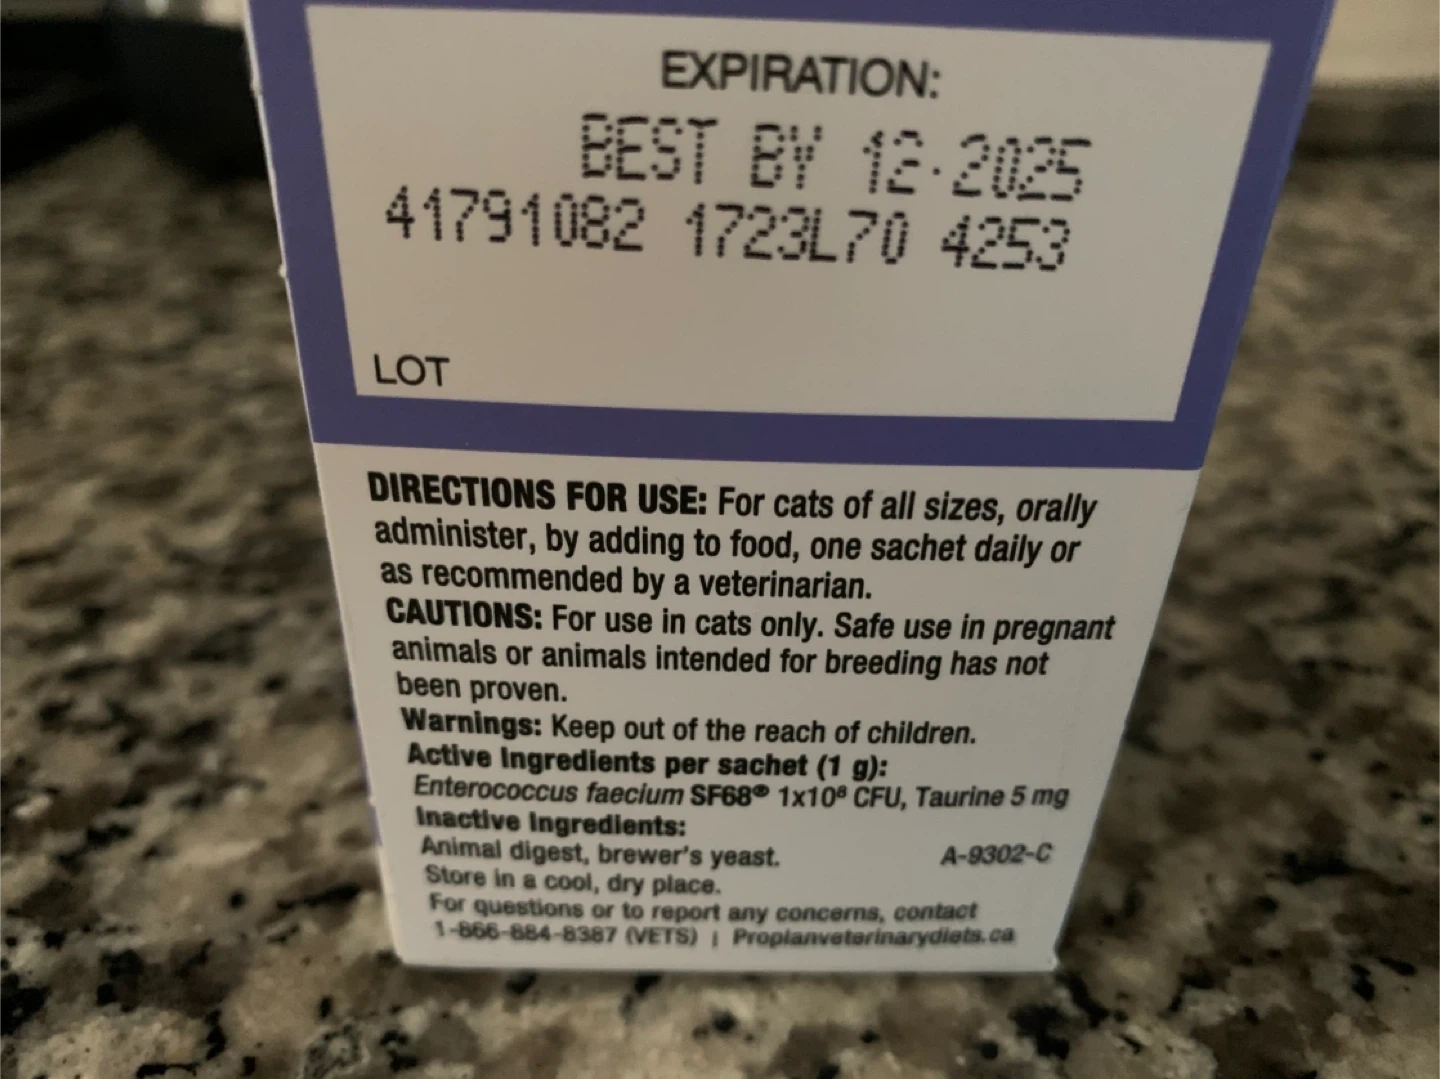 EXPIRATION:
BEST BY 12·2025
41791082 1723L70 4253
LOT
DIRECTIONS FOR USE: For cats of all sizes, orally
administer, by adding to food, one sachet daily or
as recommended by a veterinarian.
CAUTIONS: For use in cats only. Safe use in pregnant
animals or animals intended for breeding has not
been proven.
Warnings: Keep out of the reach of children.
Active Ingredients per sachet (1 g):
Enterococcus faecium SF68® 1x10⁸ CFU, Taurine 5 mg
Inactive Ingredients:
Animal digest, brewer's yeast. A-9302-C
Store in a cool, dry place.
For questions or to report any concerns, contact
1-866-884-8387 (VETS) | Proplanveterinarydiets.ca